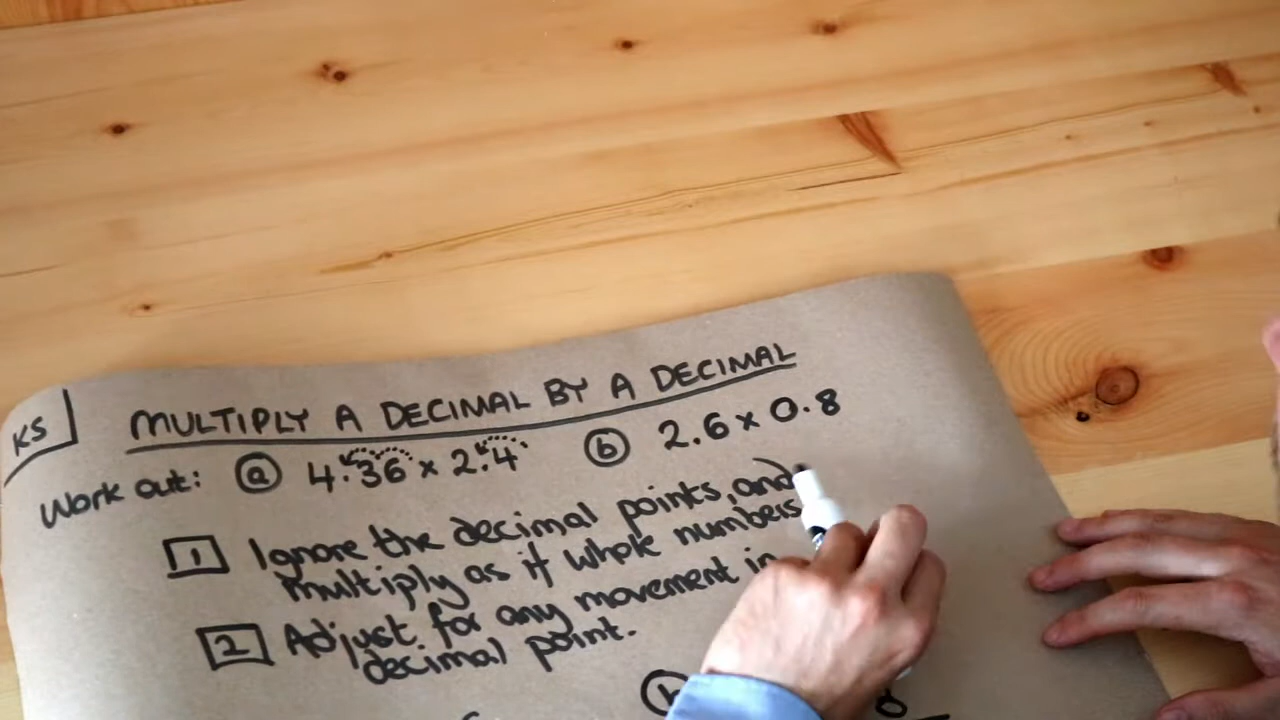 KS
MULTIPLY A DECIMAL BY A DECIMAL
Work out: (a) 4.36 × 2.4 (b) 2.6 × 0.8
1 Ignore the decimal points, and
multiply as if whole numbers
2 Adjust for any movement in
decimal point.
(b)
8